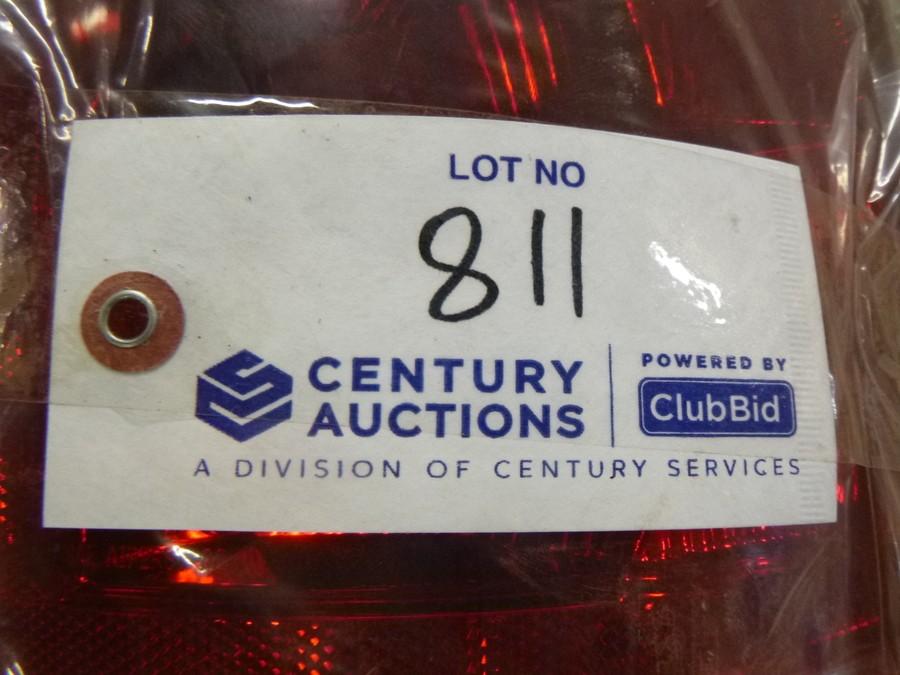 LOT NO
811
CENTURY AUCTIONS
A DIVISION OF CENTURY SERVICES
POWERED BY
ClubBid